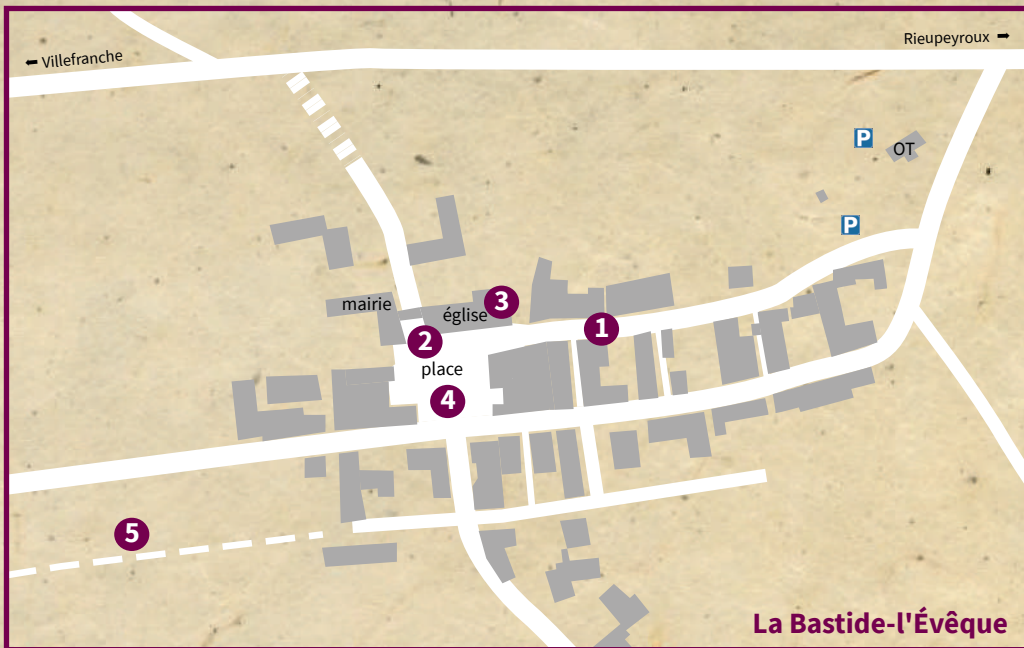 Rieupeyroux ➡
⬅ Villefranche
P
OT
P
mairie
3
église
1
2
place
4
5
La Bastide-l'Évêque